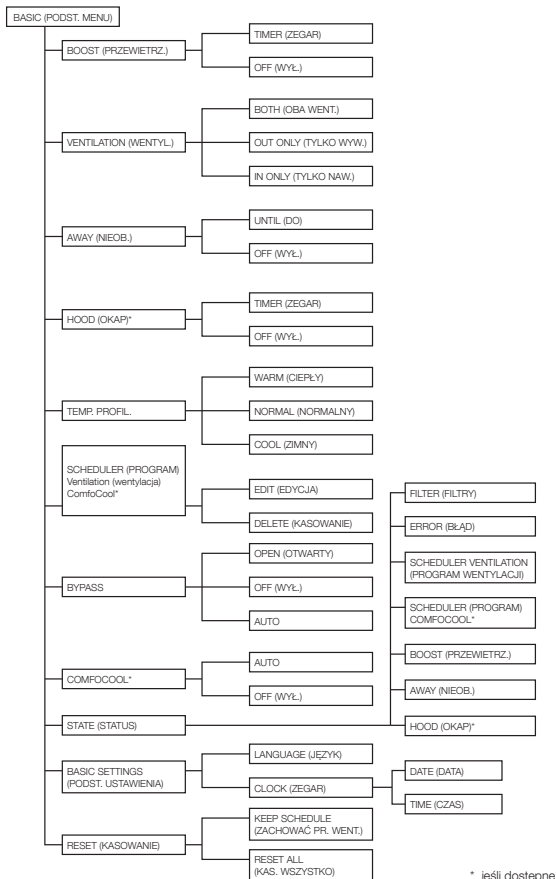 BASIC (PODST. MENU)
BOOST (PRZEWIETRZ.)
TIMER (ZEGAR)
OFF (WYŁ.)
VENTILATION (WENTYL.)
BOTH (OBA WENT.)
OUT ONLY (TYLKO WYW.)
IN ONLY (TYLKO NAW.)
AWAY (NIEOB.)
UNTIL (DO)
OFF (WYŁ.)
HOOD (OKAP)*
TIMER (ZEGAR)
OFF (WYŁ.)
TEMP. PROFIL.
WARM (CIEPŁY)
NORMAL (NORMALNY)
COOL (ZIMNY)
SCHEDULER (PROGRAM)
Ventilation (wentylacja)
ComfoCool*
EDIT (EDYCJA)
DELETE (KASOWANIE)
BYPASS
OPEN (OTWARTY)
OFF (WYŁ.)
AUTO
COMFOCOOL*
AUTO
OFF (WYŁ.)
STATE (STATUS)
FILTER (FILTRY)
ERROR (BŁĄD)
SCHEDULER VENTILATION
(PROGRAM WENTYLACJI)
SCHEDULER (PROGRAM)
COMFOCOOL*
BOOST (PRZEWIETRZ.)
AWAY (NIEOB.)
HOOD (OKAP)*
BASIC SETTINGS
(PODST. USTAWIENIA)
LANGUAGE (JĘZYK)
CLOCK (ZEGAR)
DATE (DATA)
TIME (CZAS)
RESET (KASOWANIE)
KEEP SCHEDULE
(ZACHOWAĆ PR. WENT.)
RESET ALL
(KAS. WSZYSTKO)
* jeśli dostępne